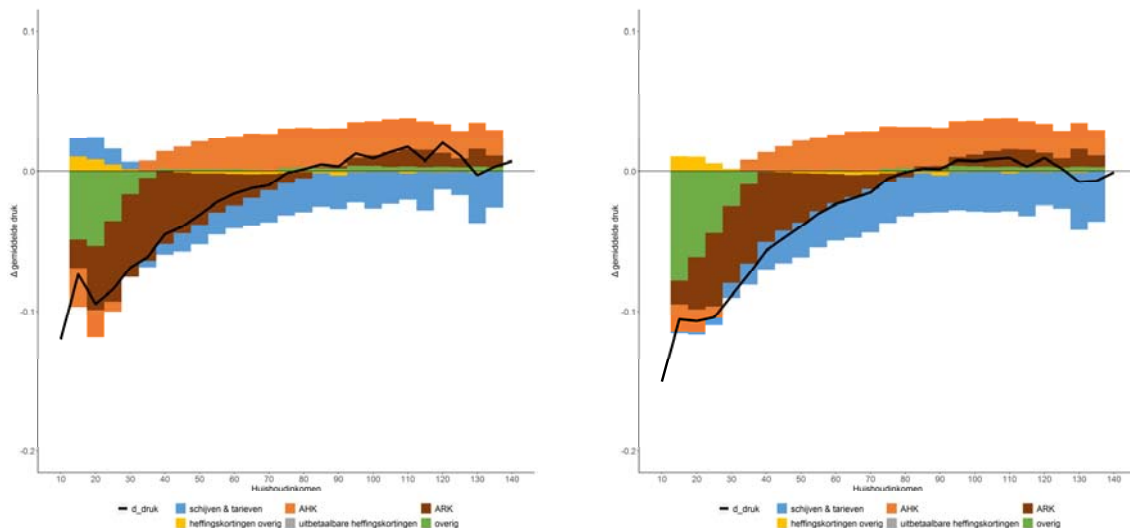 0.1
0.0
-0.1
-0.2
Δ gemiddelde druk
10 20 30 40 50 60 70 80 90 100 110 120 130 140
Huishoudinkomen
d_druk schijven & tarieven AHK ARK
heffingskortingen overig uitbetaalbare heffingskortingen overig
0.1
0.0
-0.1
-0.2
Δ gemiddelde druk
10 20 30 40 50 60 70 80 90 100 110 120 130 140
Huishoudinkomen
d_druk schijven & tarieven AHK ARK
heffingskortingen overig uitbetaalbare heffingskortingen overig